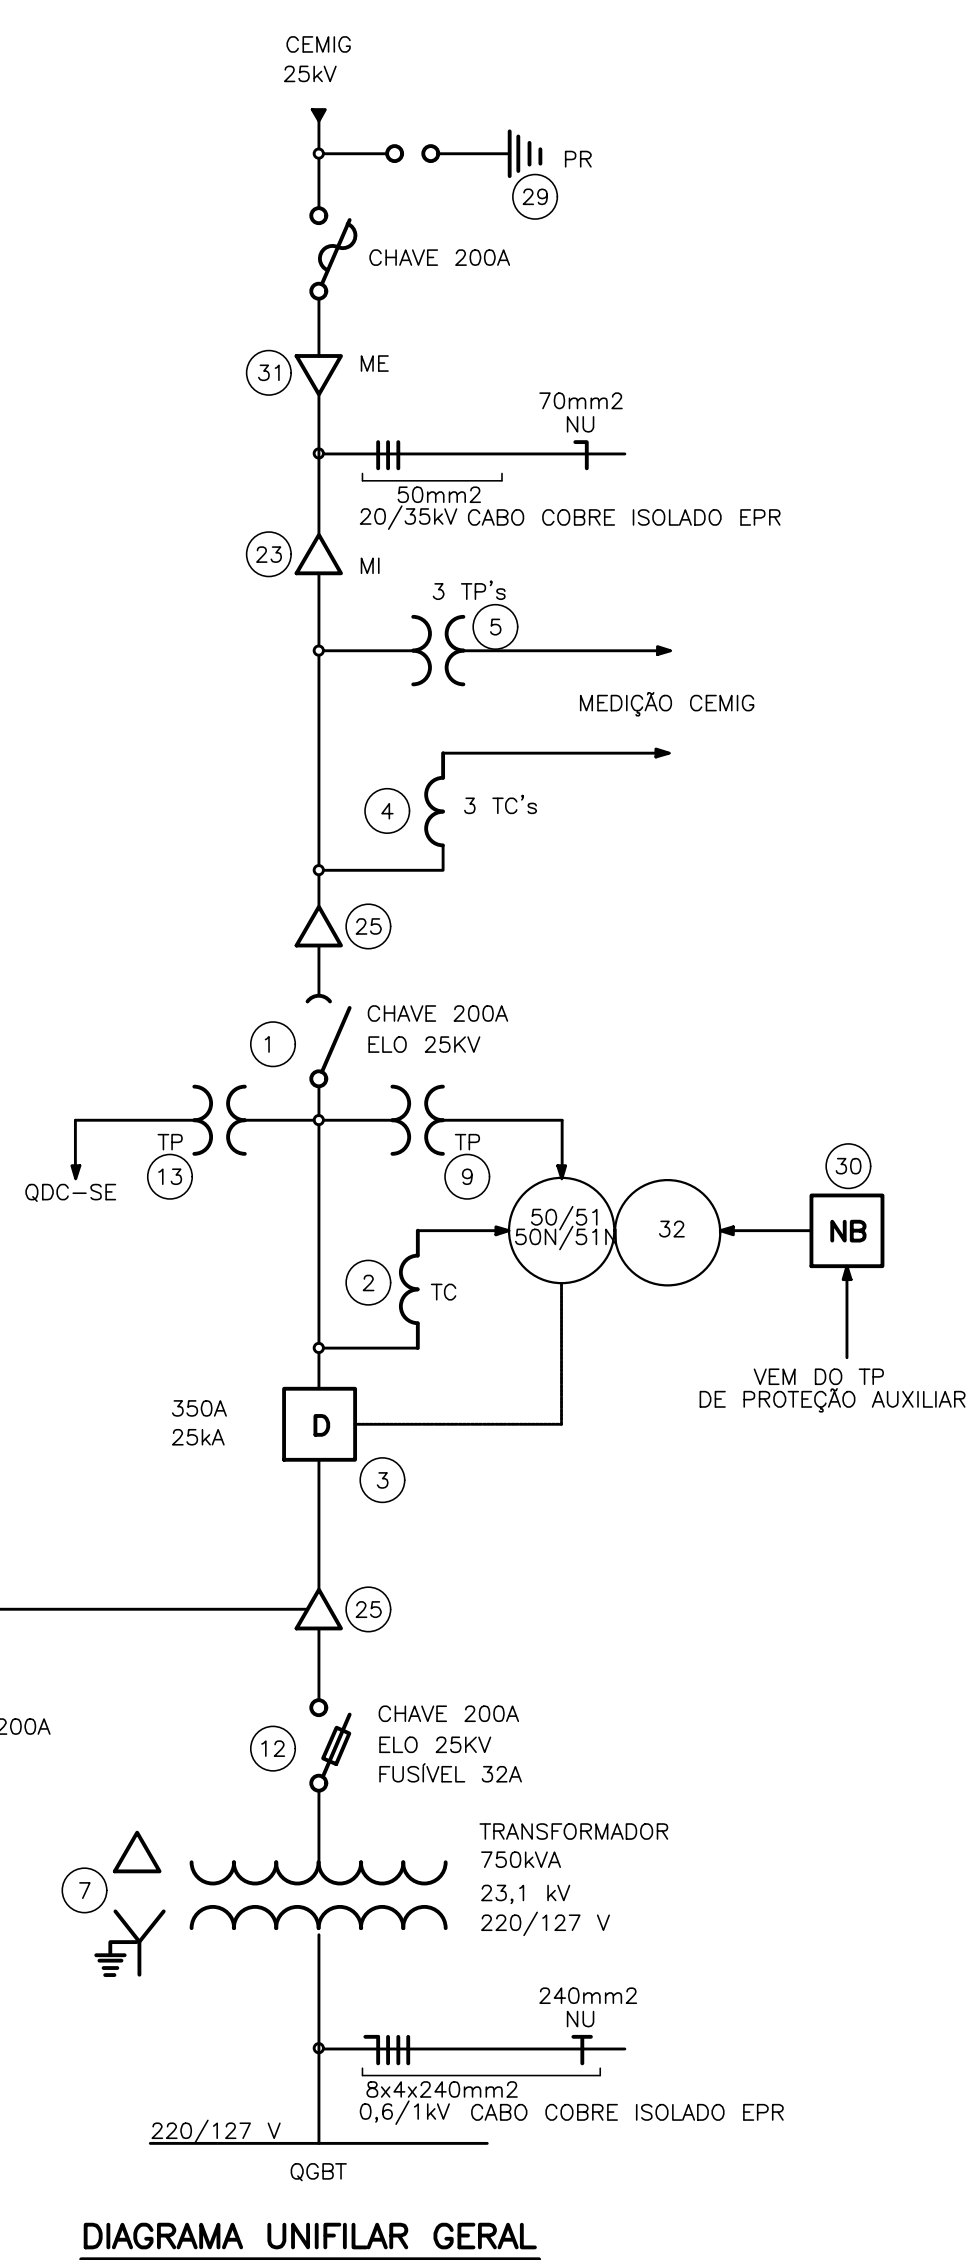 CEMIG
25kV
PR
29
CHAVE 200A
31
ME
70mm2
NU
50mm2
20/35kV CABO COBRE ISOLADO EPR
23
MI
3 TP's
5
MEDIÇÃO CEMIG
4
3 TC's
25
1
CHAVE 200A
ELO 25KV
TP
13
QDC-SE
TP
9
30
50/51
50N/51N
32
NB
2
TC
VEM DO TP
DE PROTEÇÃO AUXILIAR
350A
25kA
D
3
25
200A
12
CHAVE 200A
ELO 25KV
FUSÍVEL 32A
7
TRANSFORMADOR
750kVA
23,1 kV
220/127 V
240mm2
NU
8x4x240mm2
0,6/1kV CABO COBRE ISOLADO EPR
220/127 V
QGBT
DIAGRAMA UNIFILAR GERAL